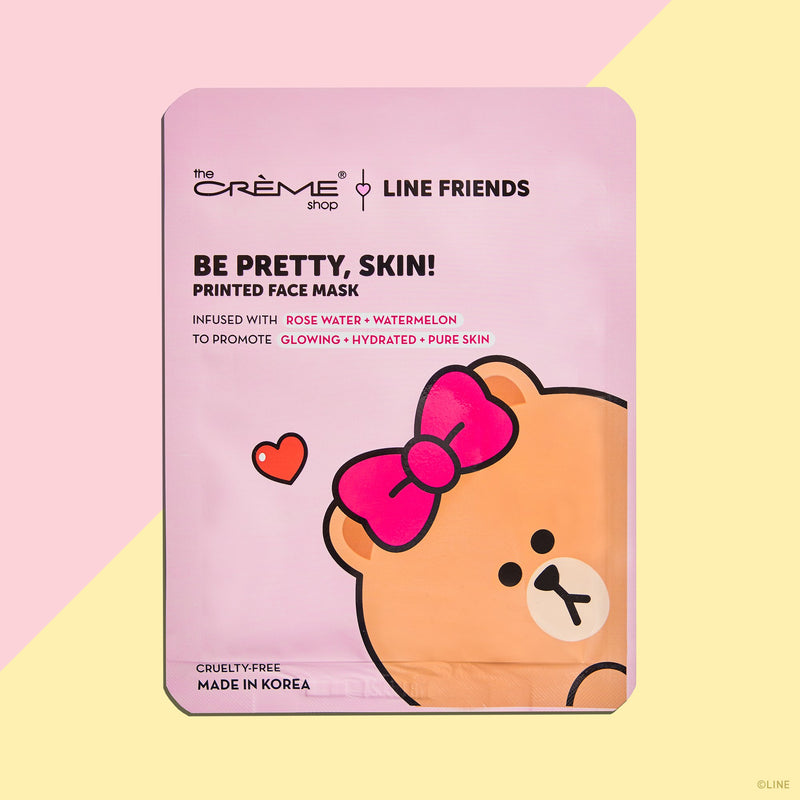 the
CRÈME®
shop
LINE FRIENDS
BE PRETTY, SKIN!
PRINTED FACE MASK
INFUSED WITH ROSE WATER + WATERMELON
TO PROMOTE GLOWING + HYDRATED + PURE SKIN
CRUELTY-FREE
MADE IN KOREA
©LINE